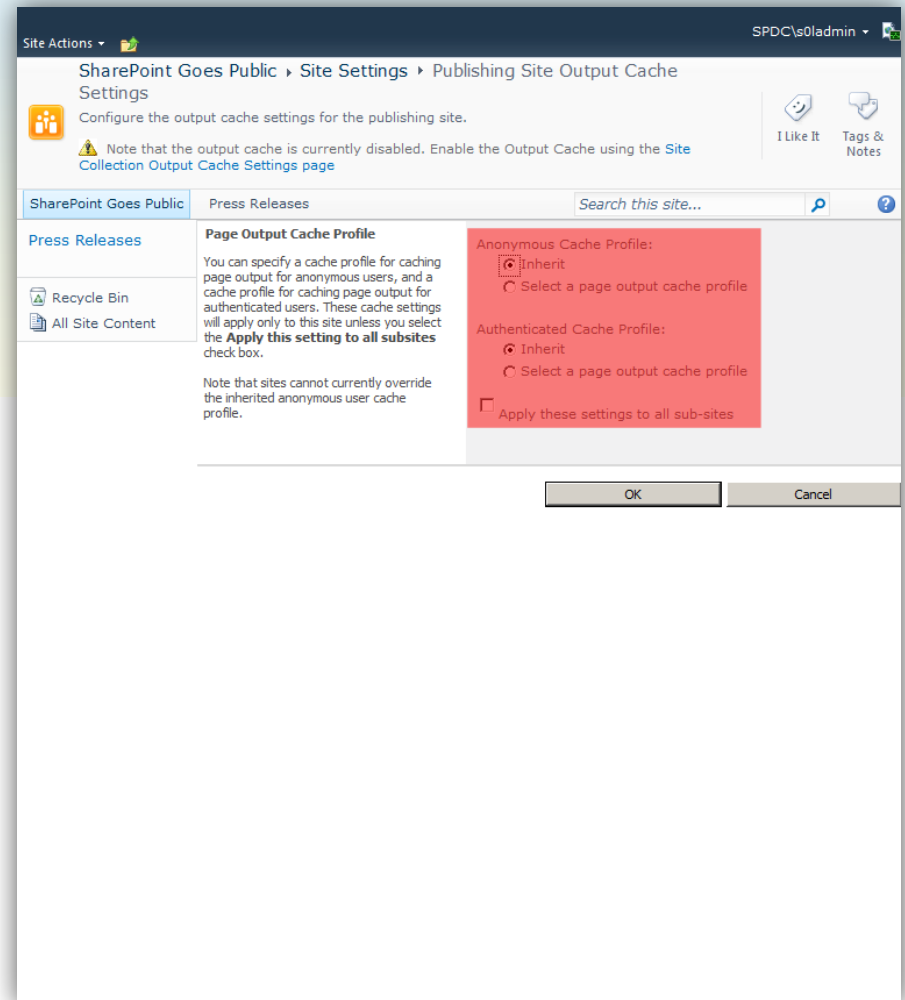 SPDC\s0ladmin
Site Actions
SharePoint Goes Public ▸ Site Settings ▸ Publishing Site Output Cache
Settings
Configure the output cache settings for the publishing site.
Note that the output cache is currently disabled. Enable the Output Cache using the Site
Collection Output Cache Settings page
I Like It
Tags &
Notes
SharePoint Goes Public
Press Releases
Search this site...
Press Releases
Recycle Bin
All Site Content
Page Output Cache Profile
You can specify a cache profile for caching
page output for anonymous users, and a
cache profile for caching page output for
authenticated users. These cache settings
will apply only to this site unless you select
the Apply this setting to all subsites
check box.
Note that sites cannot currently override
the inherited anonymous user cache
profile.
Anonymous Cache Profile:
Inherit
Select a page output cache profile
Authenticated Cache Profile:
Inherit
Select a page output cache profile
Apply these settings to all sub-sites
OK
Cancel